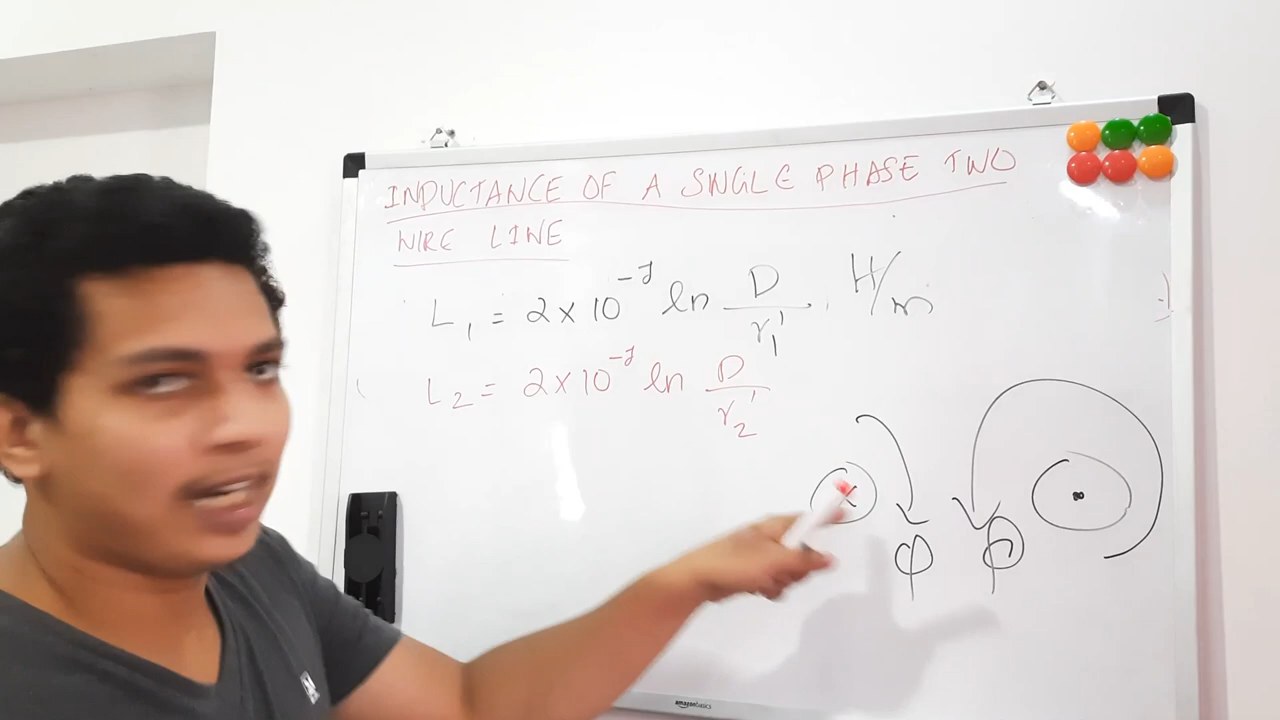 INDUCTANCE OF A SINGLE PHASE TWO
WIRE LINE
L₁ = 2 × 10⁻⁷ ln D/r₁' H/m
L₂ = 2 × 10⁻⁷ ln D/r₂'
x
φ φ
amazonbasics